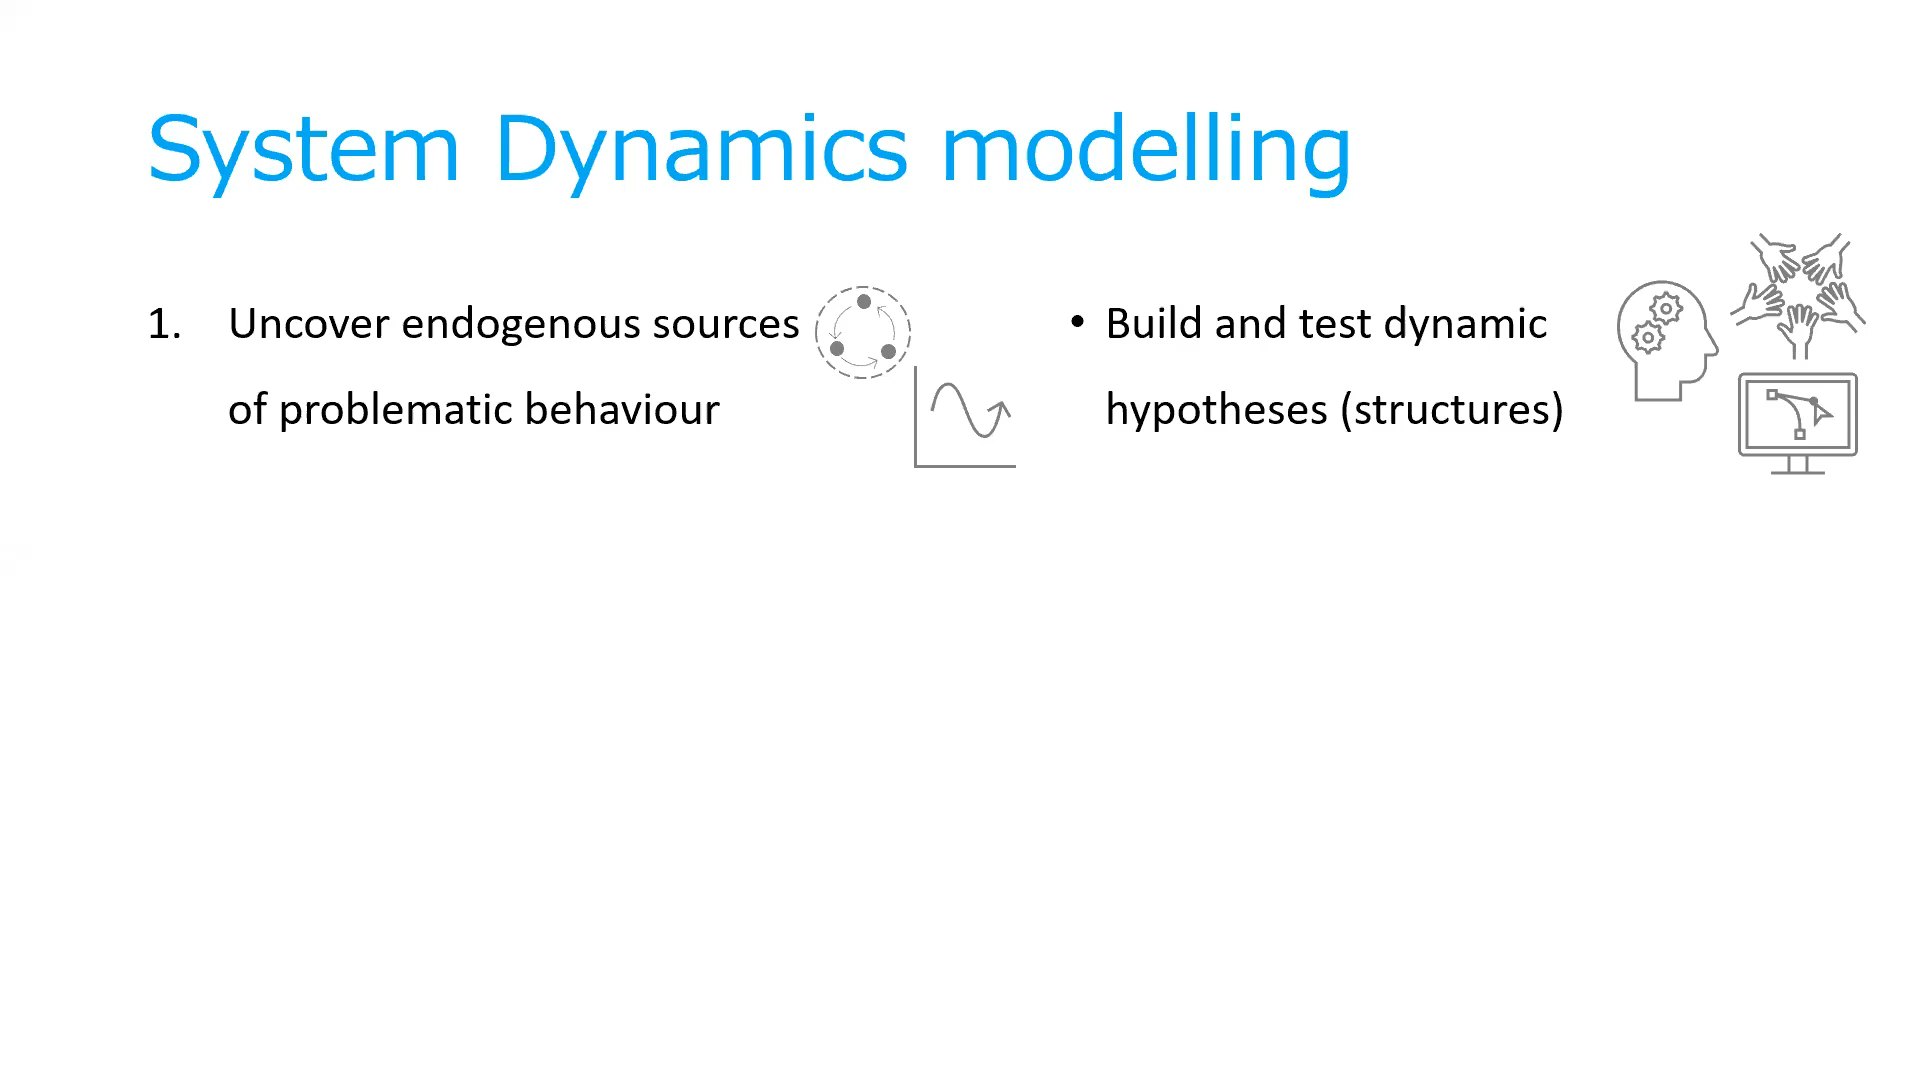 System Dynamics modelling
1. Uncover endogenous sources
of problematic behaviour
• Build and test dynamic
hypotheses (structures)